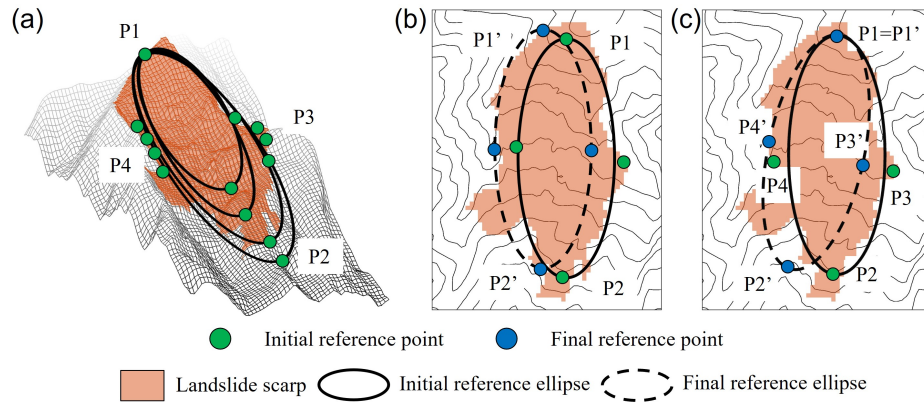 (a)
P1
P3
P4
P2
(b)
P1’
P1
P2’
P2
(c)
P1=P1’
P4’
P3’
P4
P3
P2’
P2
Initial reference point
Final reference point
Landslide scarp
Initial reference ellipse
Final reference ellipse